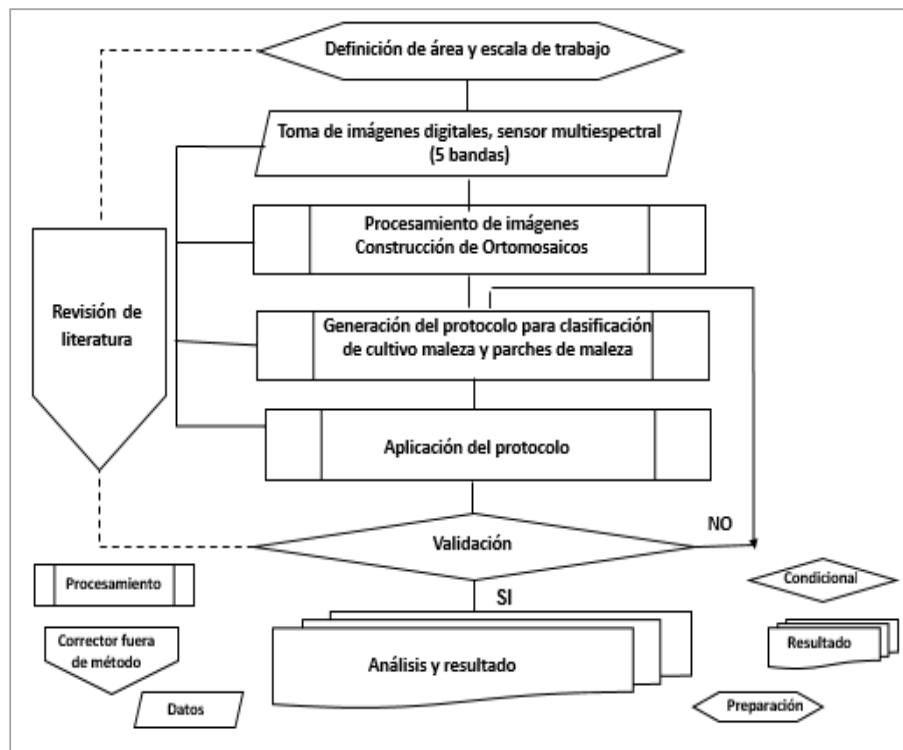 Definición de área y escala de trabajo
Toma de imágenes digitales, sensor multiespectral
(5 bandas)
Procesamiento de imágenes
Construcción de Ortomosaicos
Revisión de
literatura
Generación del protocolo para clasificación
de cultivo maleza y parches de maleza
Aplicación del protocolo
NO
Validación
SI
Procesamiento
Condicional
Corrector fuera
de método
Análisis y resultado
Resultado
Datos
Preparación